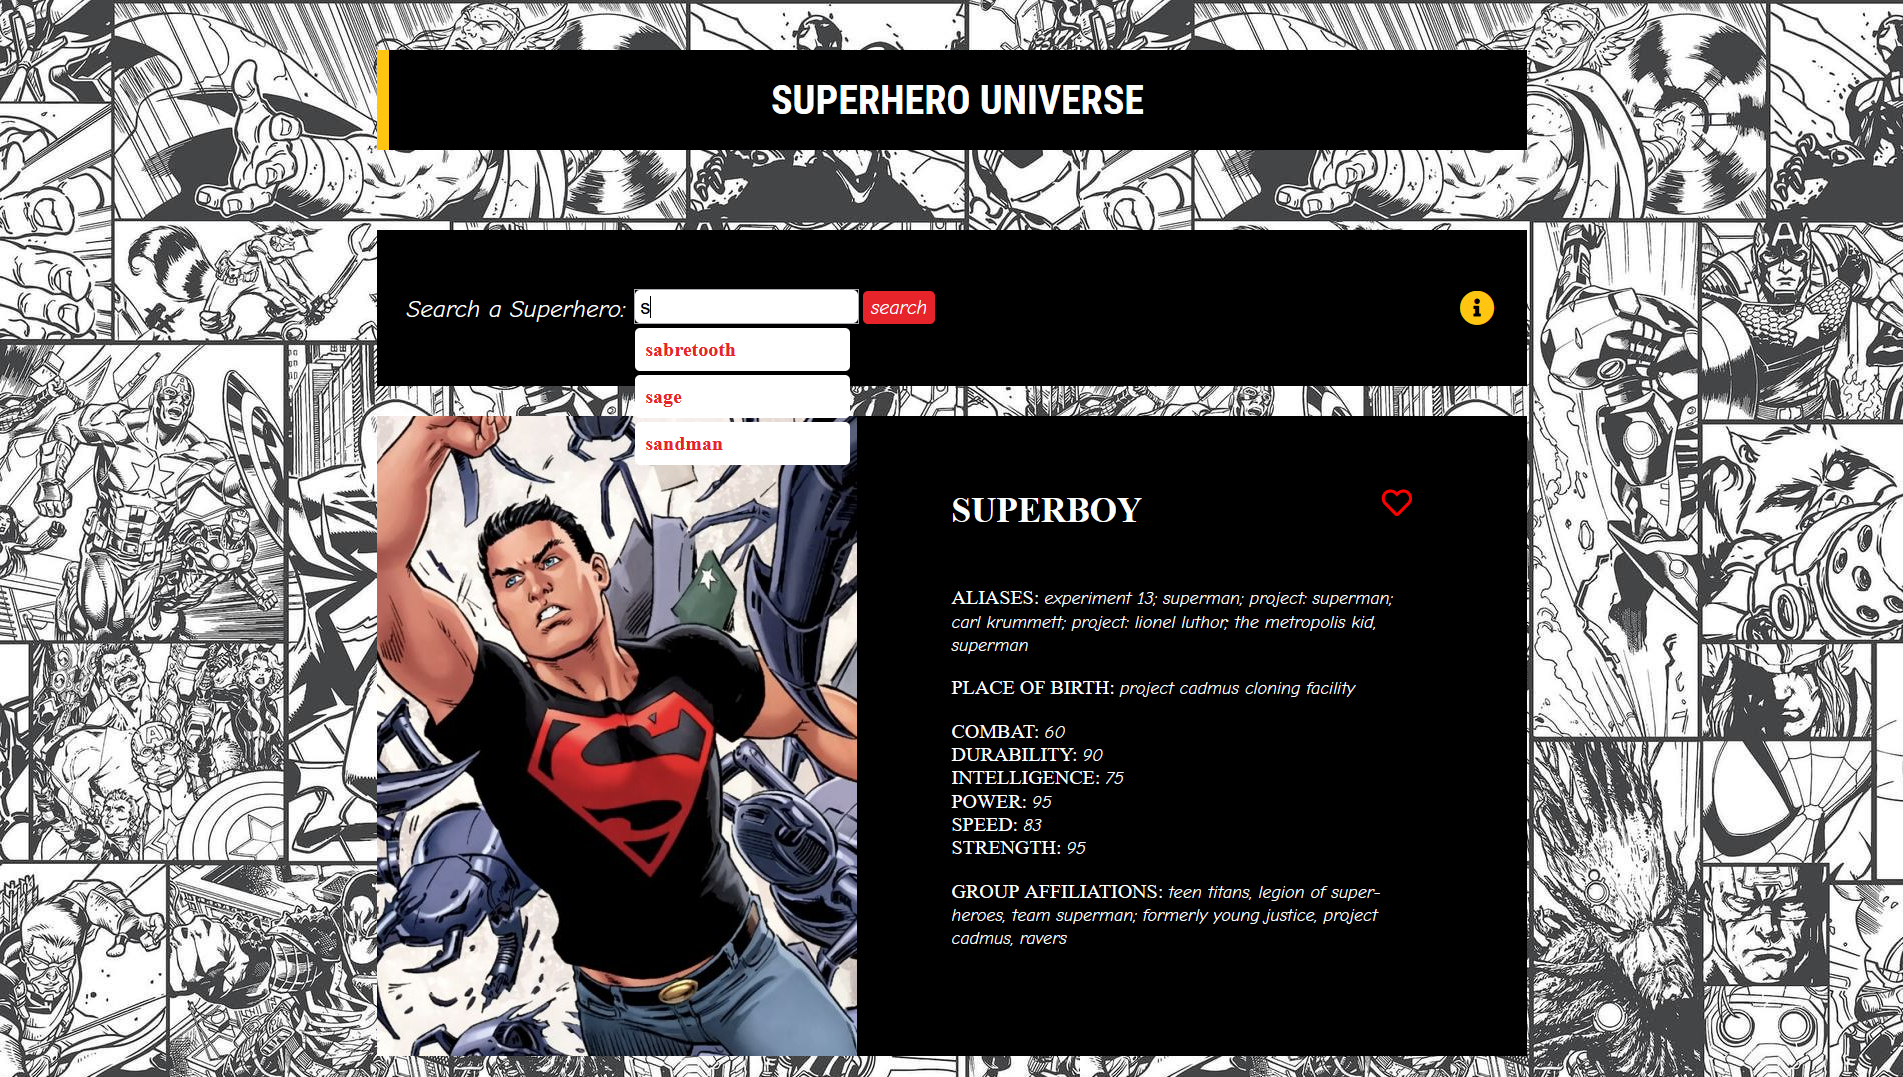 SUPERHERO UNIVERSE
Search a Superhero: s search
sabretooth
sage
sandman
SUPERBOY
ALIASES: experiment 13; superman; project: superman;
carl krummett; project: lionel luthor; the metropolis kid,
superman
PLACE OF BIRTH: project cadmus cloning facility
COMBAT: 60
DURABILITY: 90
INTELLIGENCE: 75
POWER: 95
SPEED: 83
STRENGTH: 95
GROUP AFFILIATIONS: teen titans, legion of super-
heroes, team superman; formerly young justice, project
cadmus, ravers